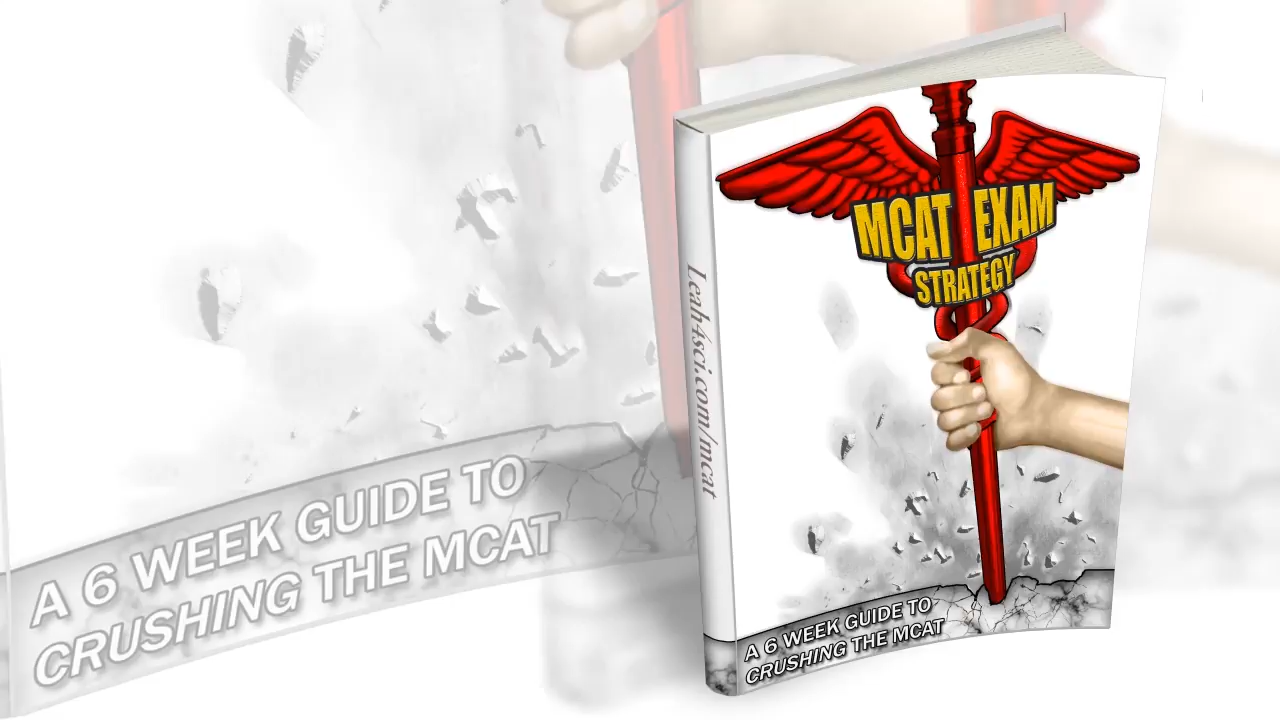 A 6 WEEK GUIDE TO
CRUSHING THE MCAT
Leah4sci.com/mcat
MCAT EXAM
STRATEGY
A 6 WEEK GUIDE TO
CRUSHING THE MCAT